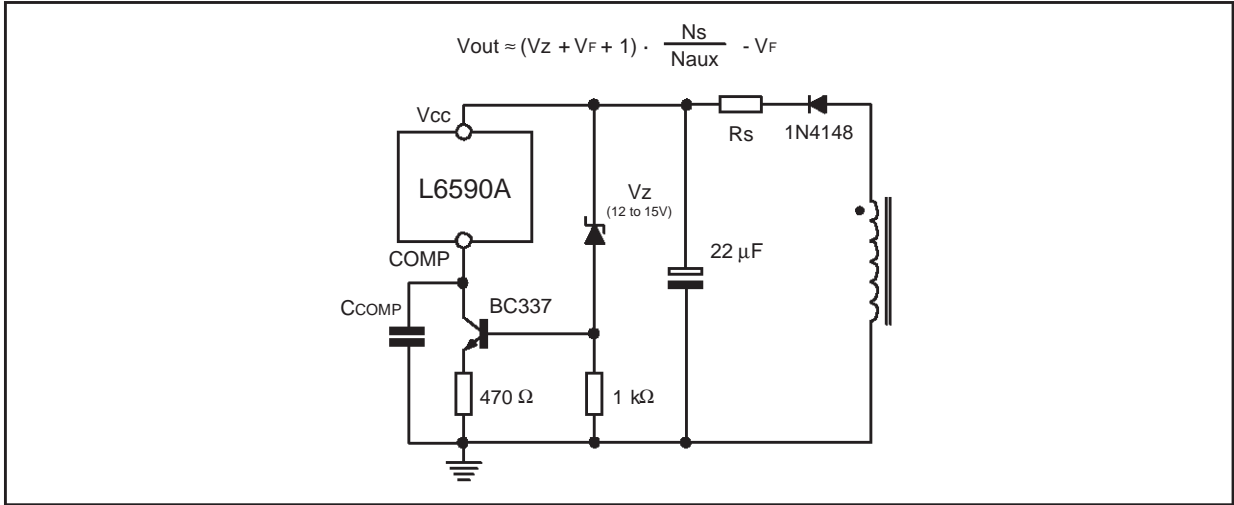 Vout ≈ (Vz + VF + 1) · Ns / Naux - VF
Vcc
Rs
1N4148
L6590A
Vz
(12 to 15V)
COMP
22 μF
CCOMP
BC337
470 Ω
1 kΩ